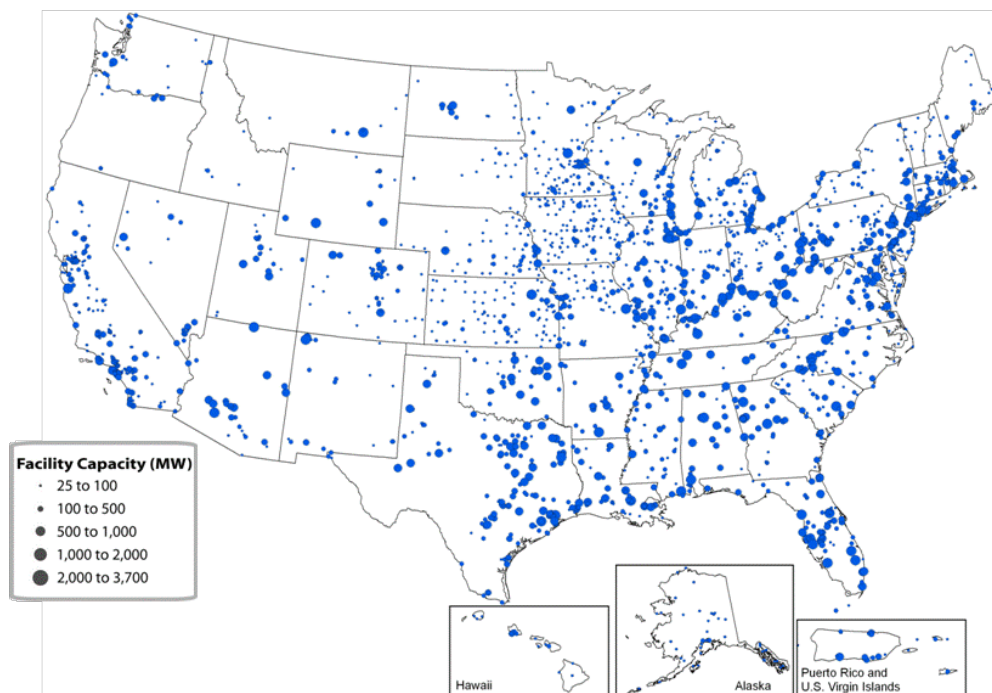 Facility Capacity (MW)
25 to 100
100 to 500
500 to 1,000
1,000 to 2,000
2,000 to 3,700
Hawaii
Alaska
Puerto Rico and
U.S. Virgin Islands